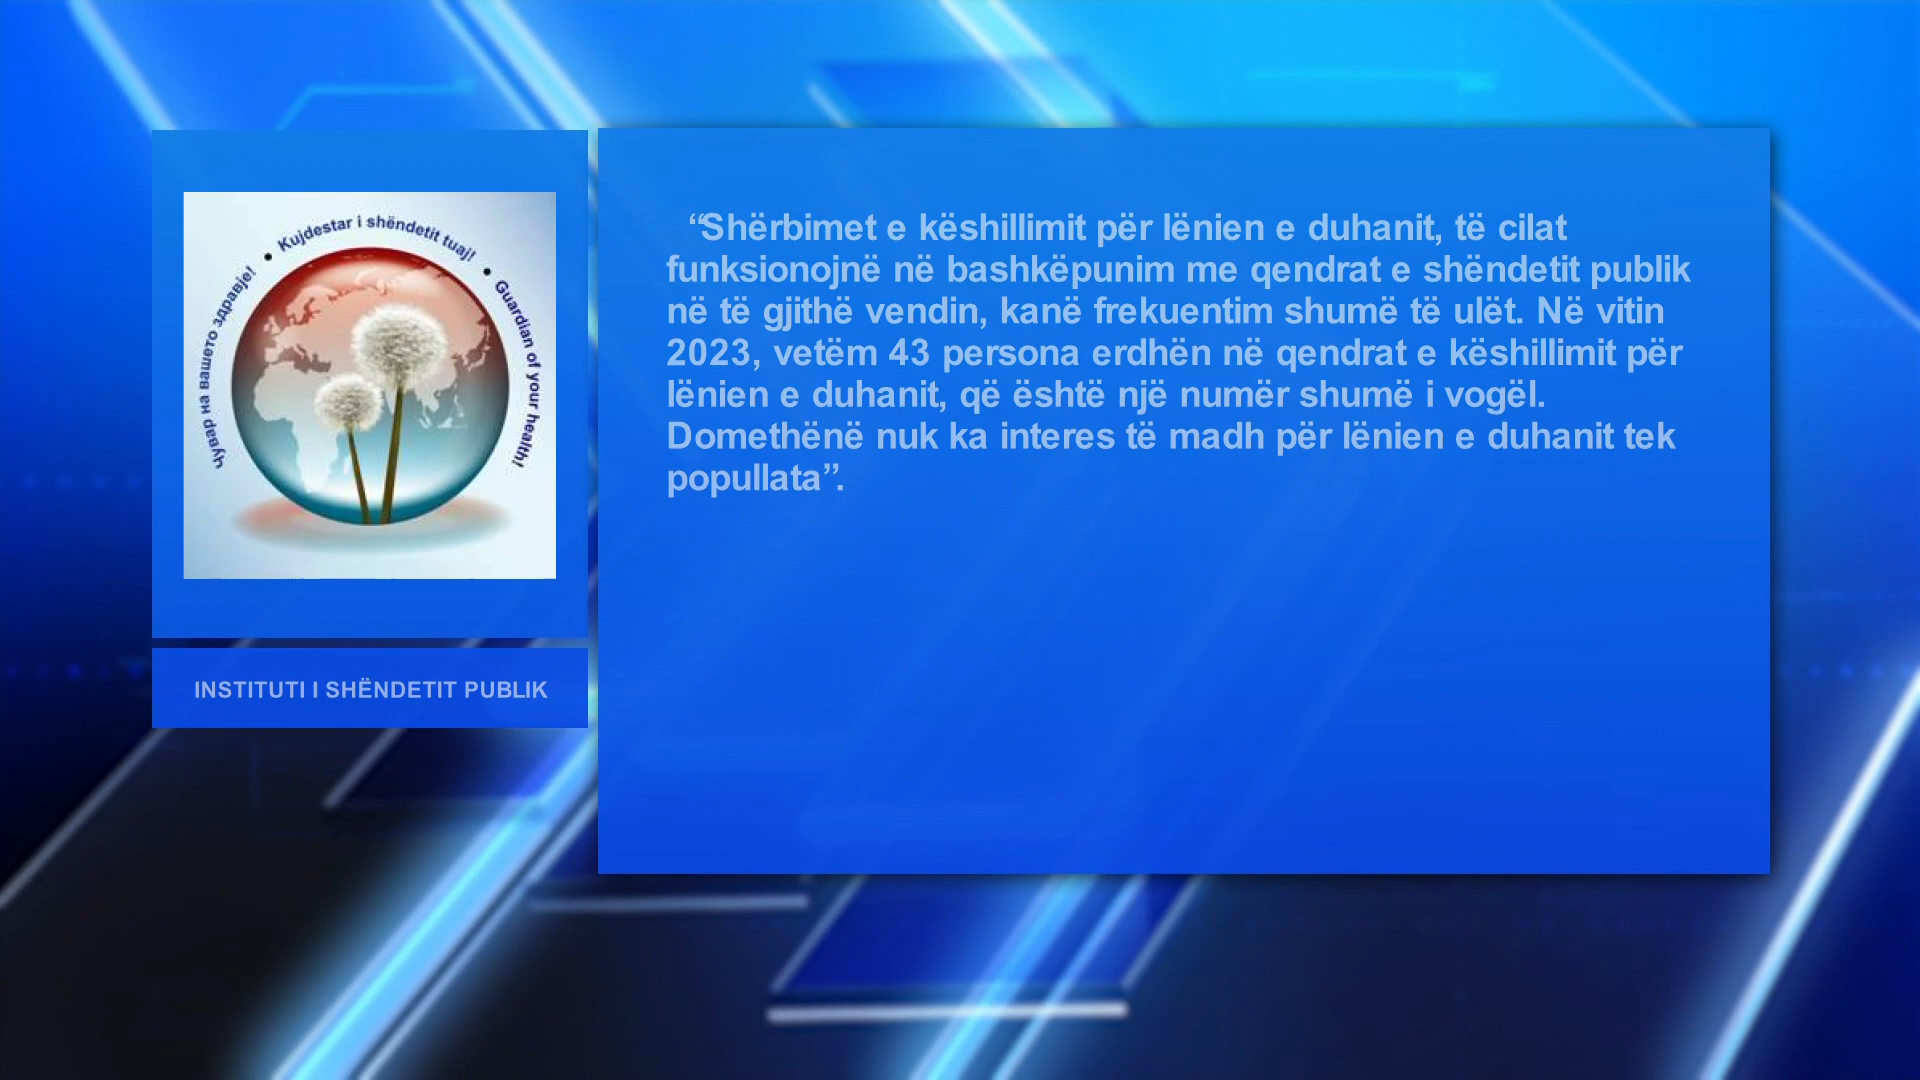 Чувар на вашето здравје! • Kujdestar i shëndetit tuaj! • Guardian of your health!
INSTITUTI I SHËNDETIT PUBLIK
“Shërbimet e këshillimit për lënien e duhanit, të cilat
funksionojnë në bashkëpunim me qendrat e shëndetit publik
në të gjithë vendin, kanë frekuentim shumë të ulët. Në vitin
2023, vetëm 43 persona erdhën në qendrat e këshillimit për
lënien e duhanit, që është një numër shumë i vogël.
Domethënë nuk ka interes të madh për lënien e duhanit tek
popullata”.